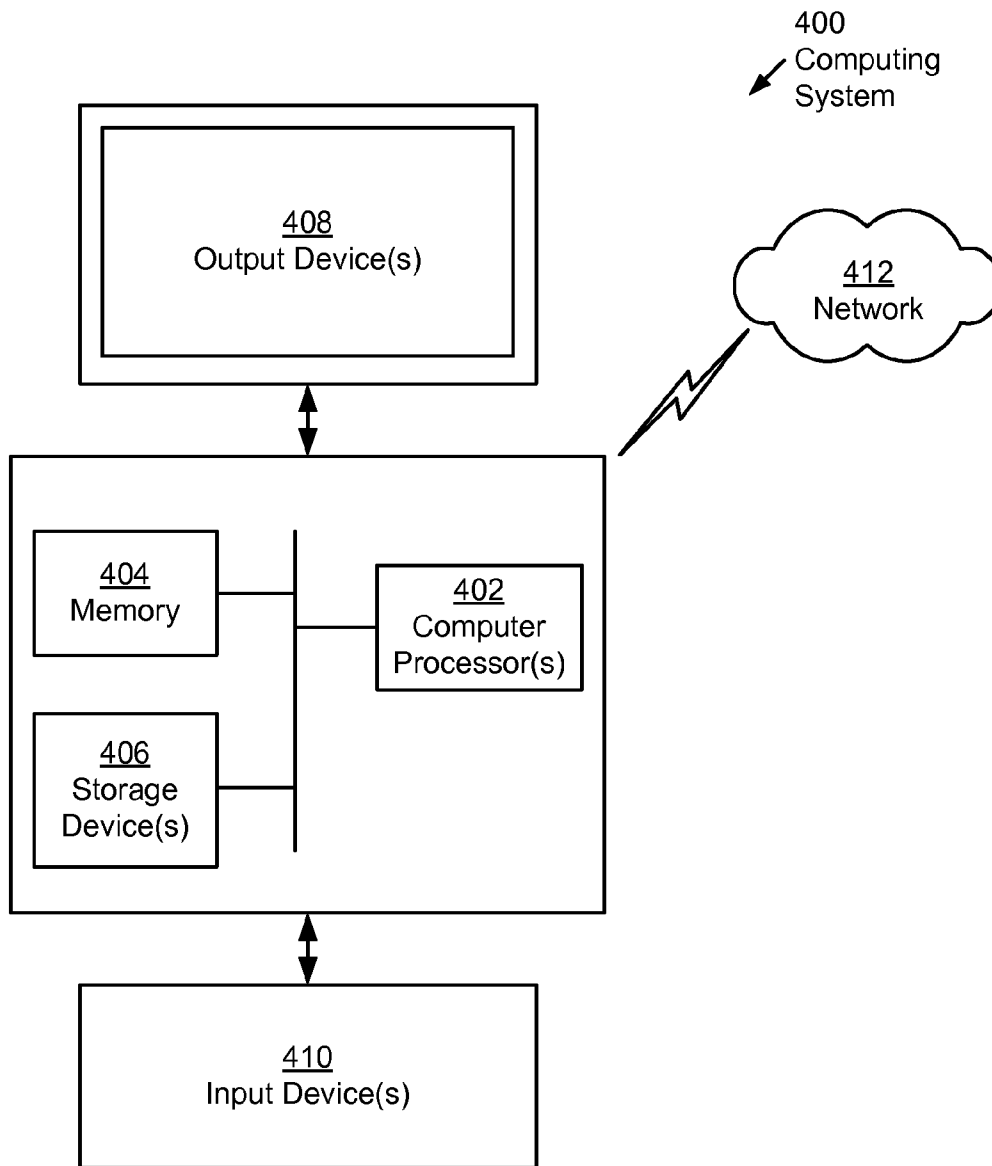 400
Computing
System
408
Output Device(s)
412
Network
404
Memory
402
Computer
Processor(s)
406
Storage
Device(s)
410
Input Device(s)